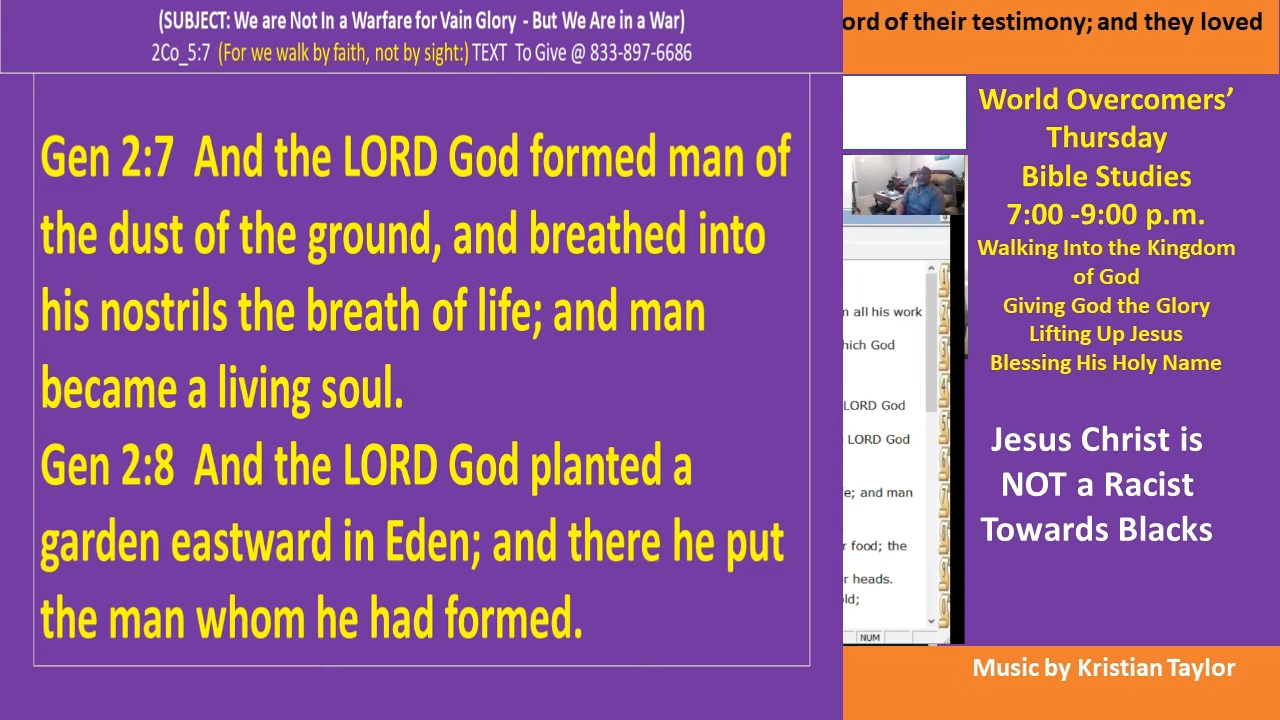 (SUBJECT: We are Not In a Warfare for Vain Glory - But We Are in a War)
2Co_5:7 (For we walk by faith, not by sight:) TEXT To Give @ 833-897-6686
Gen 2:7 And the LORD God formed man of
the dust of the ground, and breathed into
his nostrils the breath of life; and man
became a living soul.
Gen 2:8 And the LORD God planted a
garden eastward in Eden; and there he put
the man whom he had formed.
of their testimony; and they loved
all his work
God
LORD God
LORD God
and man
food; the
heads.
NUM
World Overcomers’
Thursday
Bible Studies
7:00 -9:00 p.m.
Walking Into the Kingdom
of God
Giving God the Glory
Lifting Up Jesus
Blessing His Holy Name
Jesus Christ is
NOT a Racist
Towards Blacks
Music by Kristian Taylor